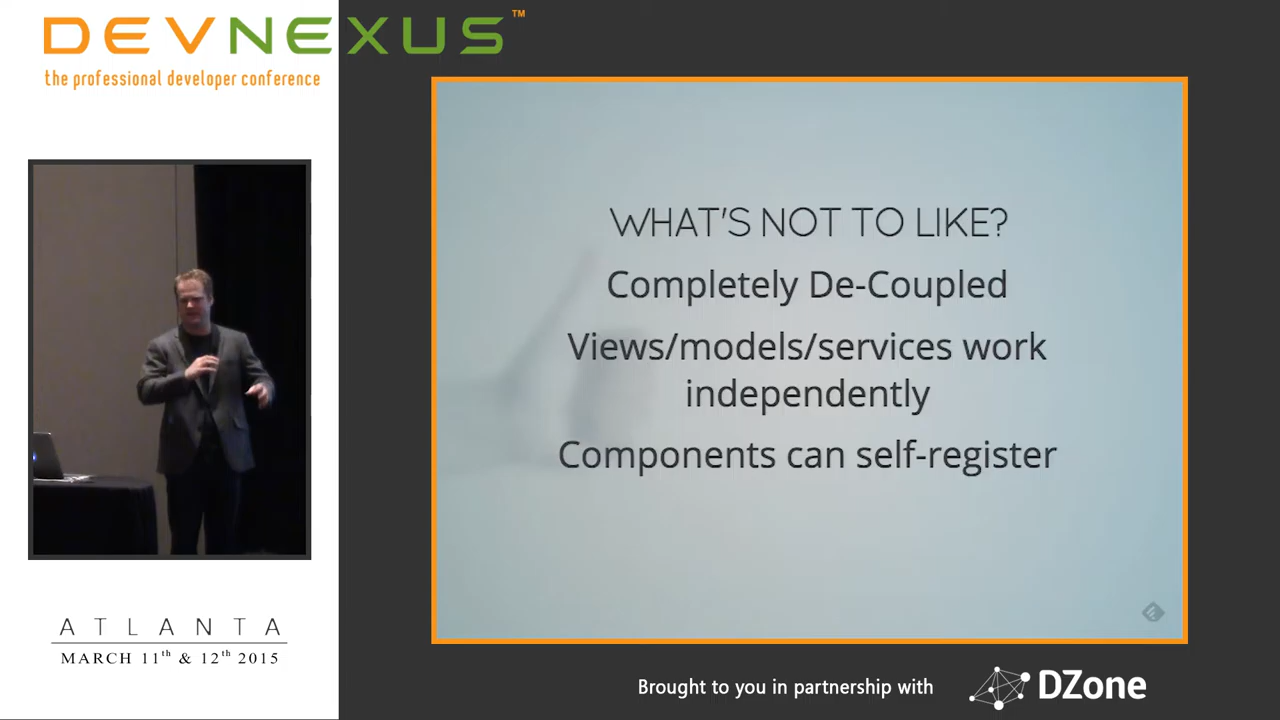 DEVNEXUS™
the professional developer conference
WHAT'S NOT TO LIKE?
Completely De-Coupled
Views/models/services work
independently
Components can self-register
ATLANTA
MARCH 11th & 12th 2015
Brought to you in partnership with
DZone